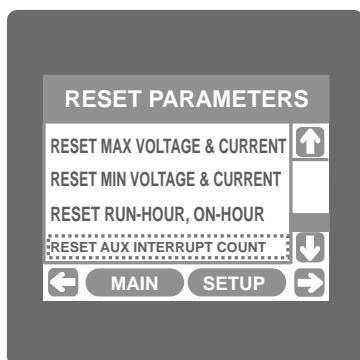 RESET PARAMETERS
RESET MAX VOLTAGE & CURRENT
RESET MIN VOLTAGE & CURRENT
RESET RUN-HOUR, ON-HOUR
RESET AUX INTERRUPT COUNT
MAIN SETUP